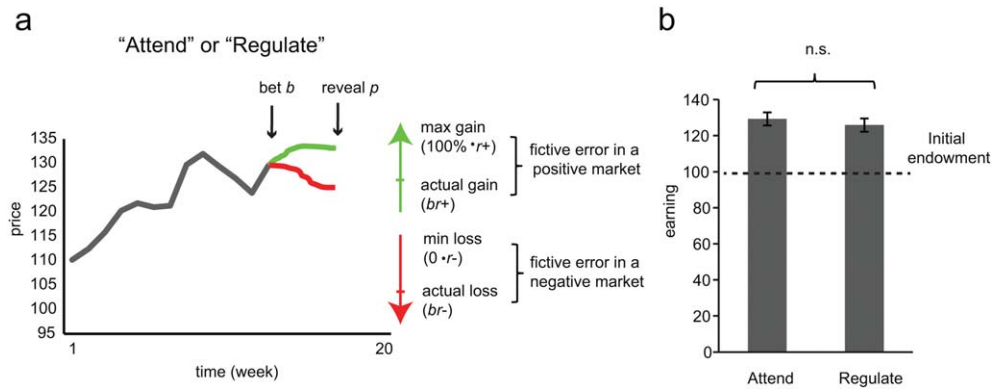 a
“Attend” or “Regulate”
bet b
reveal p
135
130
125
120
115
110
105
100
95
price
1
20
time (week)
max gain
(100% •r+)
actual gain
(br+)
fictive error in a
positive market
min loss
(0 •r-)
actual loss
(br-)
fictive error in a
negative market
b
n.s.
140
120
100
80
60
40
20
0
earning
Initial
endowment
Attend
Regulate